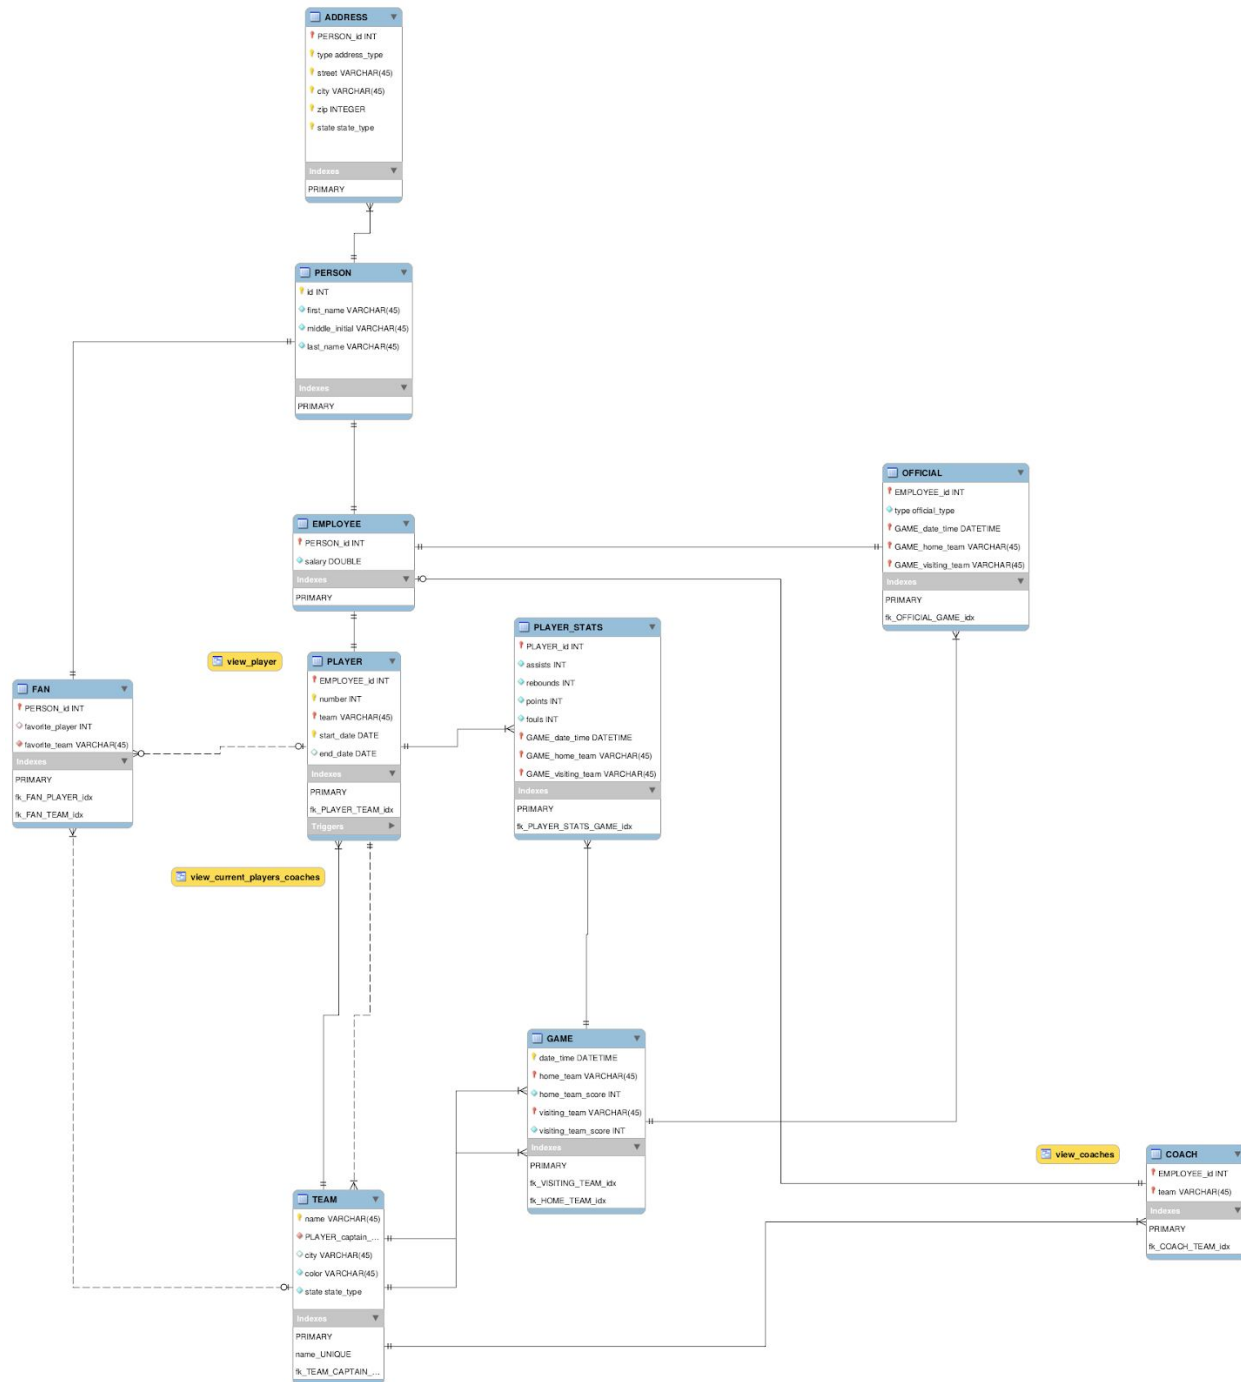 ADDRESS
PERSON_id INT
type address_type
street VARCHAR(45)
city VARCHAR(45)
zip INTEGER
state state_type
Indexes
PRIMARY
PERSON
id INT
first_name VARCHAR(45)
middle_initial VARCHAR(45)
last_name VARCHAR(45)
Indexes
PRIMARY
EMPLOYEE
PERSON_id INT
salary DOUBLE
Indexes
PRIMARY
OFFICIAL
EMPLOYEE_id INT
type official_type
GAME_date_time DATETIME
GAME_home_team VARCHAR(45)
GAME_visiting_team VARCHAR(45)
Indexes
PRIMARY
fk_OFFICIAL_GAME_idx
view_player
PLAYER
EMPLOYEE_id INT
number INT
team VARCHAR(45)
start_date DATE
end_date DATE
Indexes
PRIMARY
fk_PLAYER_TEAM_idx
Triggers
PLAYER_STATS
PLAYER_id INT
assists INT
rebounds INT
points INT
fouls INT
GAME_date_time DATETIME
GAME_home_team VARCHAR(45)
GAME_visiting_team VARCHAR(45)
Indexes
PRIMARY
fk_PLAYER_STATS_GAME_idx
FAN
PERSON_id INT
favorite_player INT
favorite_team VARCHAR(45)
Indexes
PRIMARY
fk_FAN_PLAYER_idx
fk_FAN_TEAM_idx
view_current_players_coaches
GAME
date_time DATETIME
home_team VARCHAR(45)
home_team_score INT
visiting_team VARCHAR(45)
visiting_team_score INT
Indexes
PRIMARY
fk_VISITING_TEAM_idx
fk_HOME_TEAM_idx
view_coaches
COACH
EMPLOYEE_id INT
team VARCHAR(45)
Indexes
PRIMARY
fk_COACH_TEAM_idx
TEAM
name VARCHAR(45)
PLAYER_captain_...
city VARCHAR(45)
color VARCHAR(45)
state state_type
Indexes
PRIMARY
name_UNIQUE
fk_TEAM_CAPTAIN_...